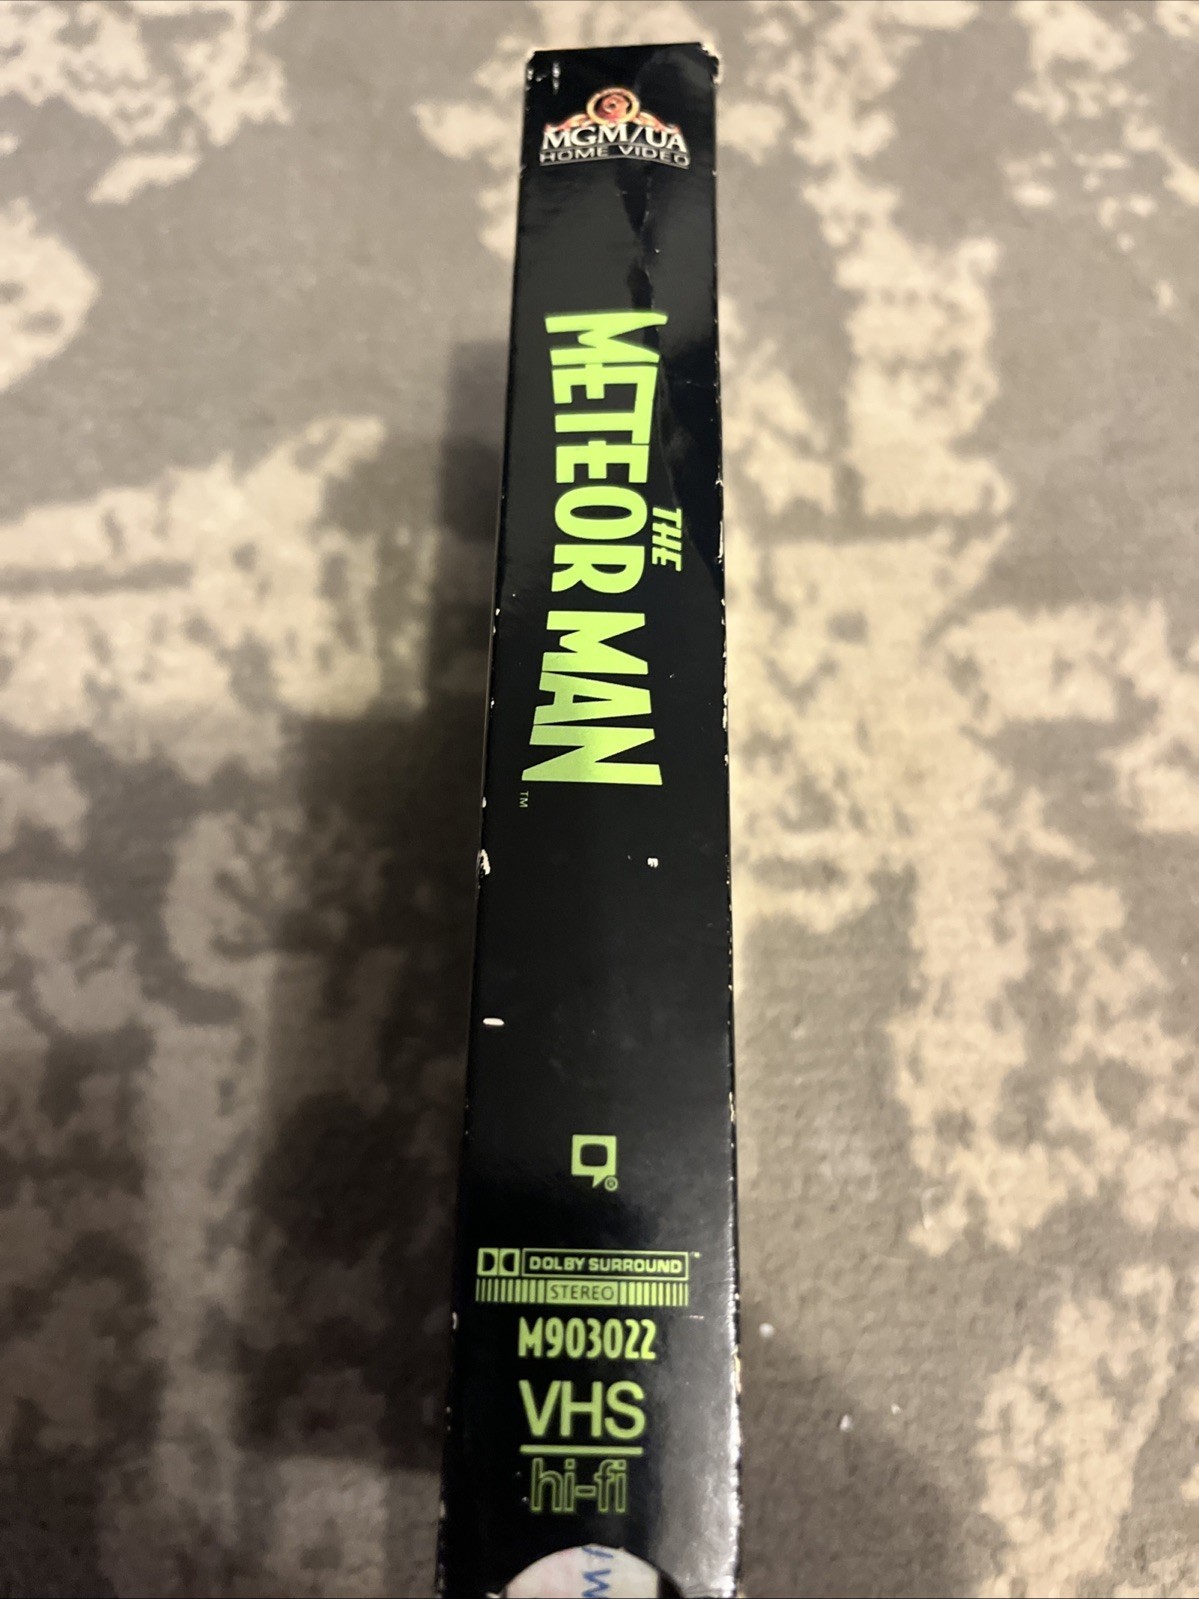 MGM/UA
HOME VIDEO
THE
METEOR MAN
TM
®
DOLBY SURROUND
STEREO
M903022
VHS
hi-fi